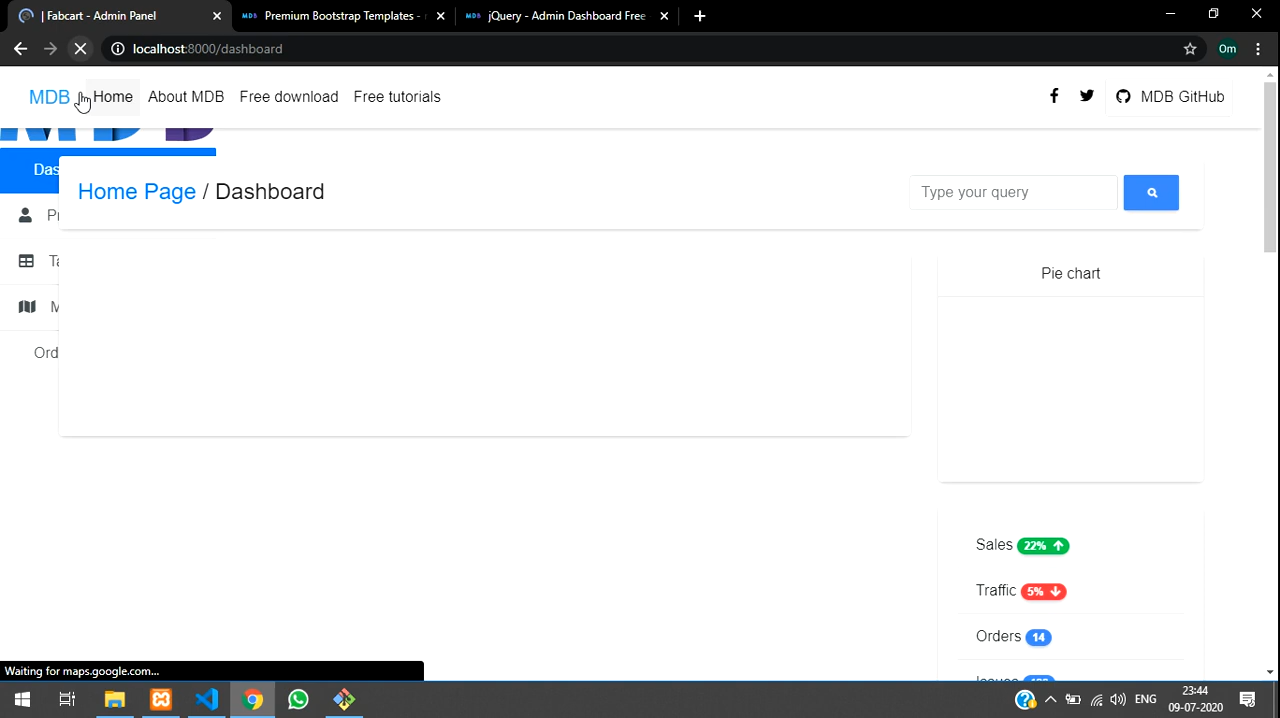 | Fabcart - Admin Panel
Premium Bootstrap Templates -
jQuery - Admin Dashboard Free
localhost:8000/dashboard
Om
MDB Home About MDB Free download Free tutorials MDB GitHub
Home Page / Dashboard
Type your query
Pie chart
Ord
Sales 22%
Traffic 5%
Orders 14
Waiting for maps.google.com...
ENG
23:44
09-07-2020